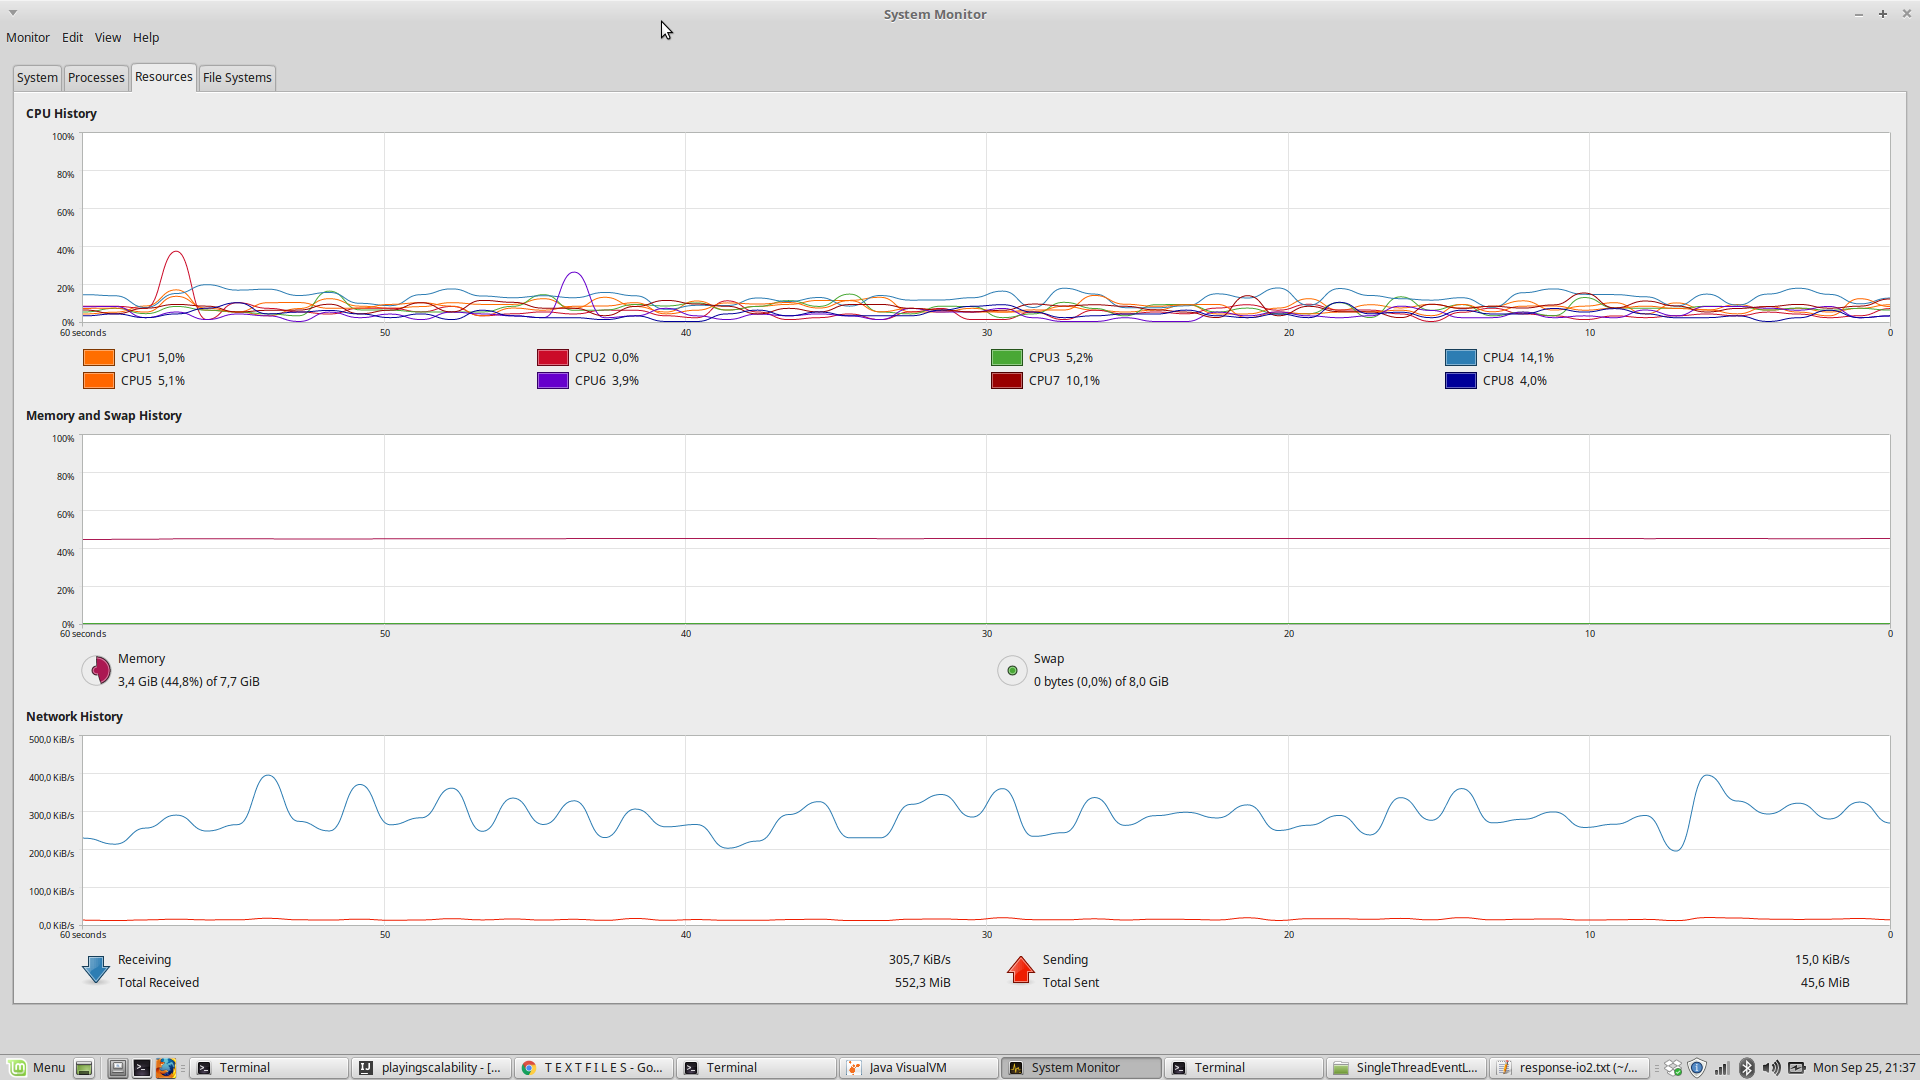 System Monitor
Monitor Edit View Help
System Processes Resources File Systems
CPU History
100%
80%
60%
40%
20%
0%
60 seconds 50 40 30 20 10 0
CPU1 5,0% CPU2 0,0% CPU3 5,2% CPU4 14,1%
CPU5 5,1% CPU6 3,9% CPU7 10,1% CPU8 4,0%
Memory and Swap History
100%
80%
60%
40%
20%
0%
60 seconds 50 40 30 20 10 0
Memory Swap
3,4 GiB (44,8%) of 7,7 GiB 0 bytes (0,0%) of 8,0 GiB
Network History
500,0 KiB/s
400,0 KiB/s
300,0 KiB/s
200,0 KiB/s
100,0 KiB/s
0,0 KiB/s
60 seconds 50 40 30 20 10 0
Receiving 305,7 KiB/s Sending 15,0 KiB/s
Total Received 552,3 MiB Total Sent 45,6 MiB
Menu Terminal playingscalability - [... T E X T F I L E S - Go... Terminal Java VisualVM System Monitor Terminal SingleThreadEventL... response-io2.txt (~/... Mon Sep 25, 21:37